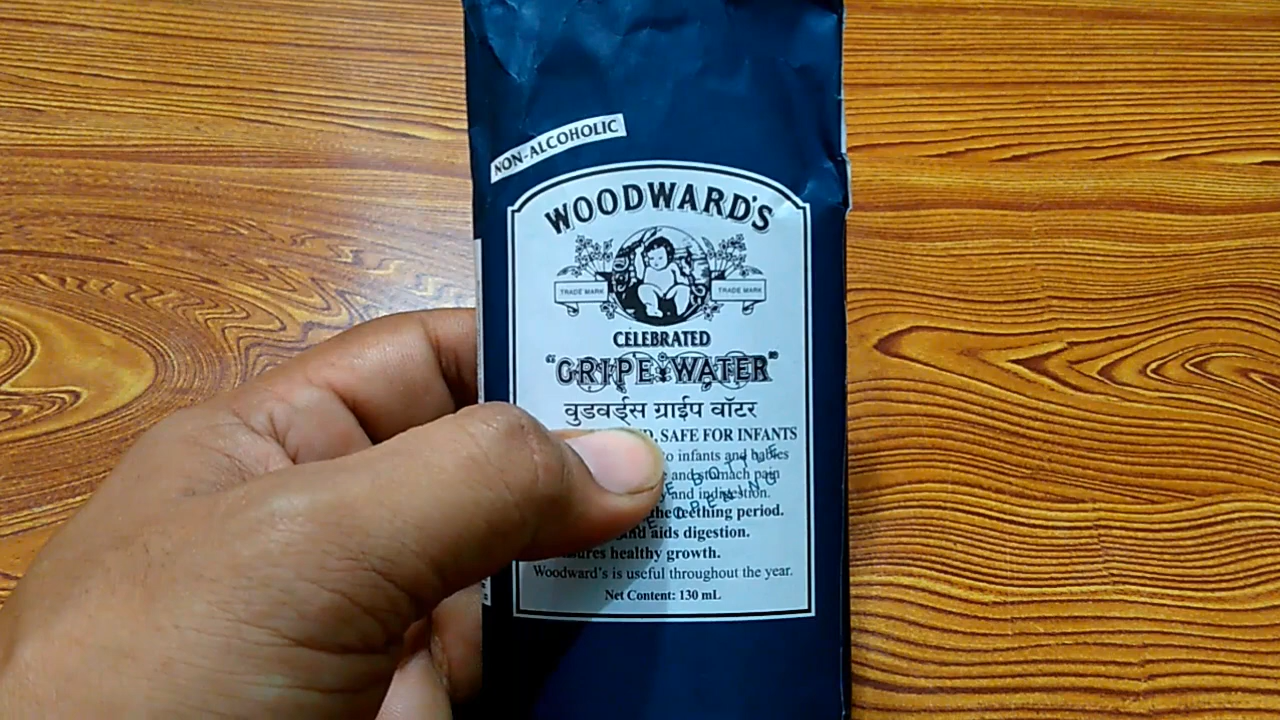 NON-ALCOHOLIC
WOODWARD'S
TRADE MARK TRADE MARK
CELEBRATED
"GRIPE WATER"
वुडवर्ड्स ग्राईप वॉटर
SAFE FOR INFANTS
to infants and babies
and stomach pain
and indigestion.
the teething period.
and aids digestion.
healthy growth.
Woodward's is useful throughout the year.
Net Content: 130 mL